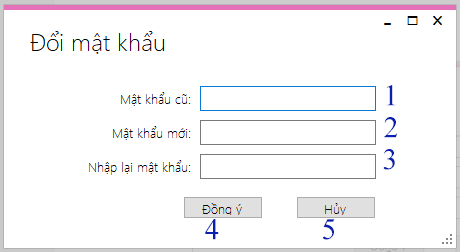 Đổi mật khẩu
Mật khẩu cũ: 1
Mật khẩu mới: 2
Nhập lại mật khẩu: 3
Đồng ý Hủy
4 5